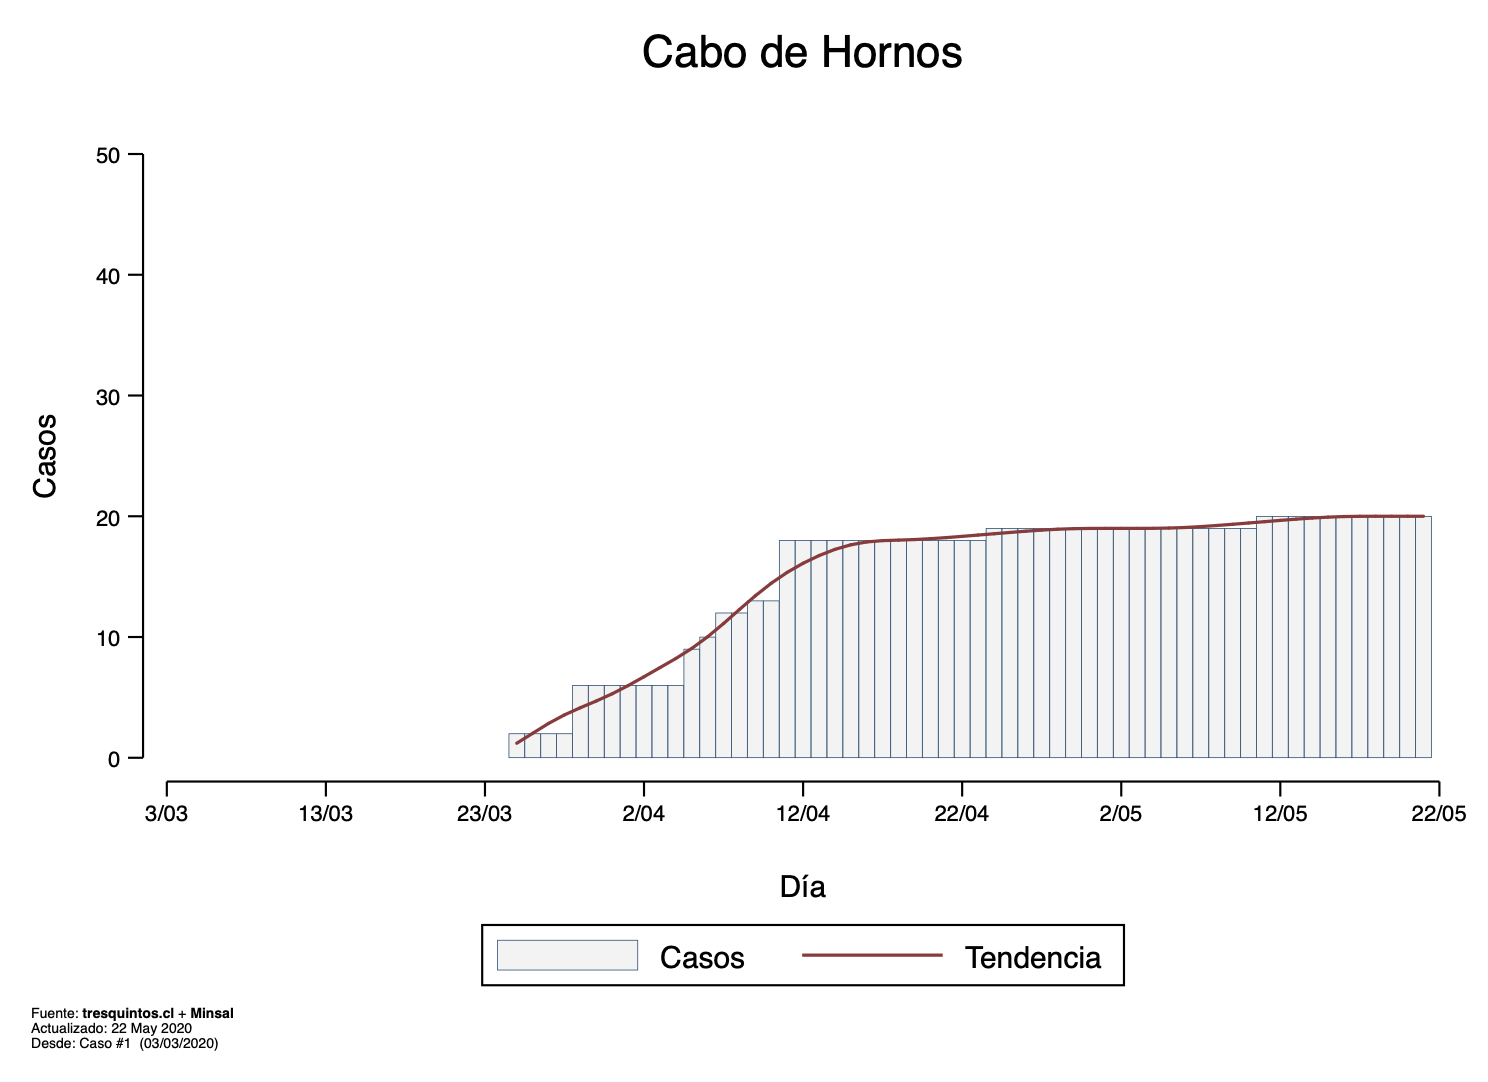 Cabo de Hornos
50
40
30
20
10
0
Casos
3/03 13/03 23/03 2/04 12/04 22/04 2/05 12/05 22/05
Día
Casos Tendencia
Fuente: tresquintos.cl + Minsal
Actualizado: 22 May 2020
Desde: Caso #1 (03/03/2020)